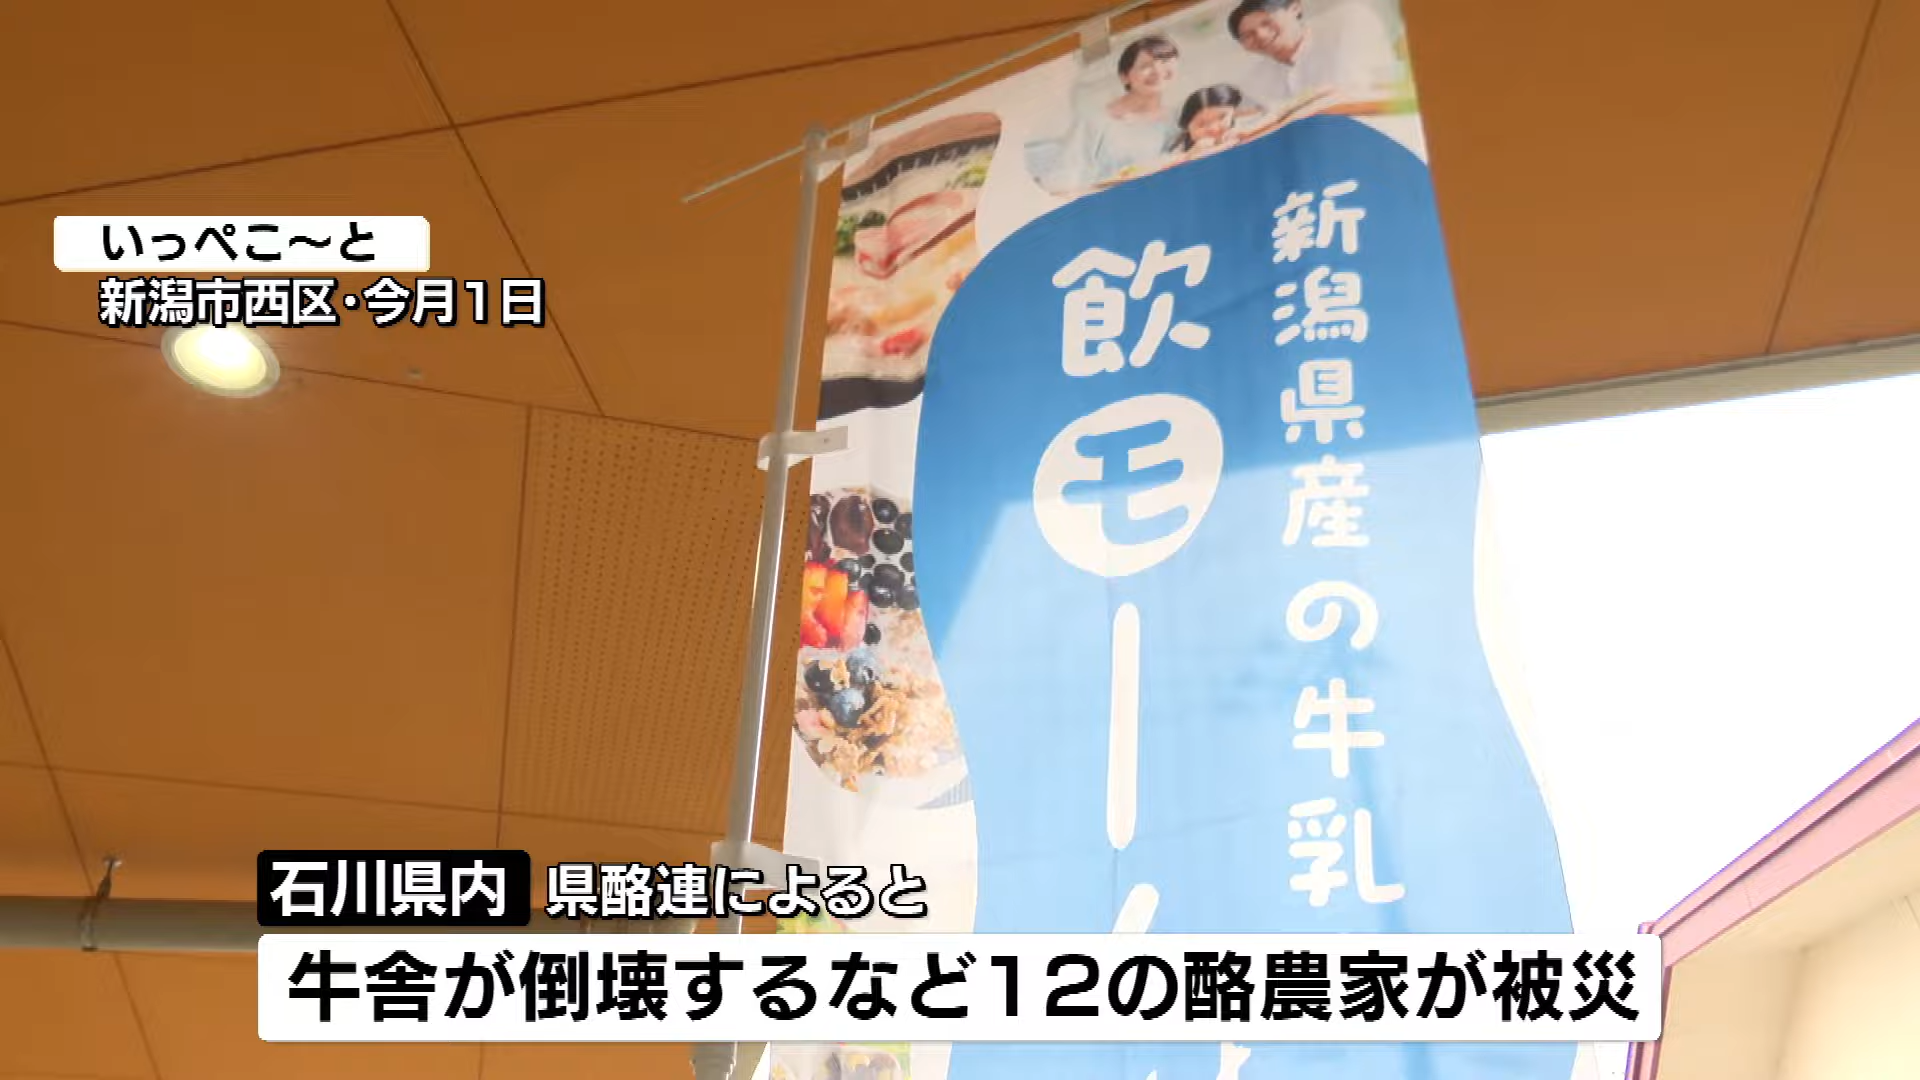 いっぺこ〜と
新潟市西区・今月1日
新潟県産の牛乳
飲モー
石川県内
県酪連によると
牛舎が倒壊するなど12の酪農家が被災